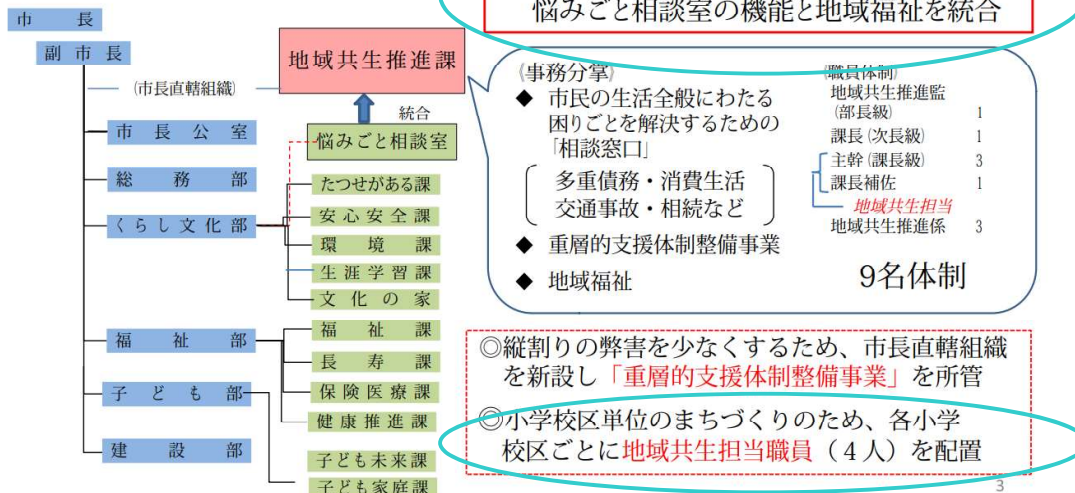 市長
副市長
(市長直轄組織)
市長公室
総務部
くらし文化部
福祉部
子ども部
建設部
地域共生推進課
統合
悩みごと相談室
たつせがある課
安心安全課
環境課
生涯学習課
文化の家
福祉課
長寿課
保険医療課
健康推進課
子ども未来課
子ども家庭課
悩みごと相談室の機能と地域福祉を統合
《事務分掌》
◆ 市民の生活全般にわたる
困りごとを解決するための
「相談窓口」
多重債務・消費生活
交通事故・相続など
◆ 重層的支援体制整備事業
◆ 地域福祉
(職員体制)
地域共生推進監
(部長級) 1
課長(次長級) 1
主幹(課長級) 3
課長補佐 1
地域共生担当
地域共生推進係 3
9名体制
◎縦割りの弊害を少なくするため、市長直轄組織
を新設し「重層的支援体制整備事業」を所管
◎小学校区単位のまちづくりのため、各小学
校区ごとに地域共生担当職員(4人)を配置
3